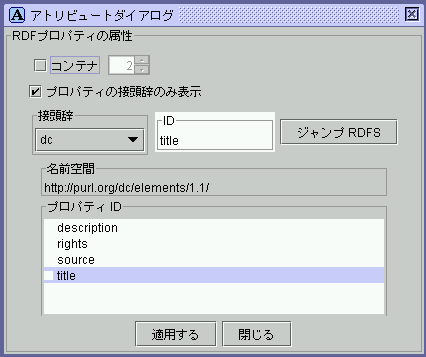 アトリビュートダイアログ
RDFプロパティの属性
コンテナ 2
プロパティの接頭辞のみ表示
接頭辞 ID
dc title ジャンプ RDFS
名前空間
http://purl.org/dc/elements/1.1/
プロパティ ID
description
rights
source
title
適用する 閉じる